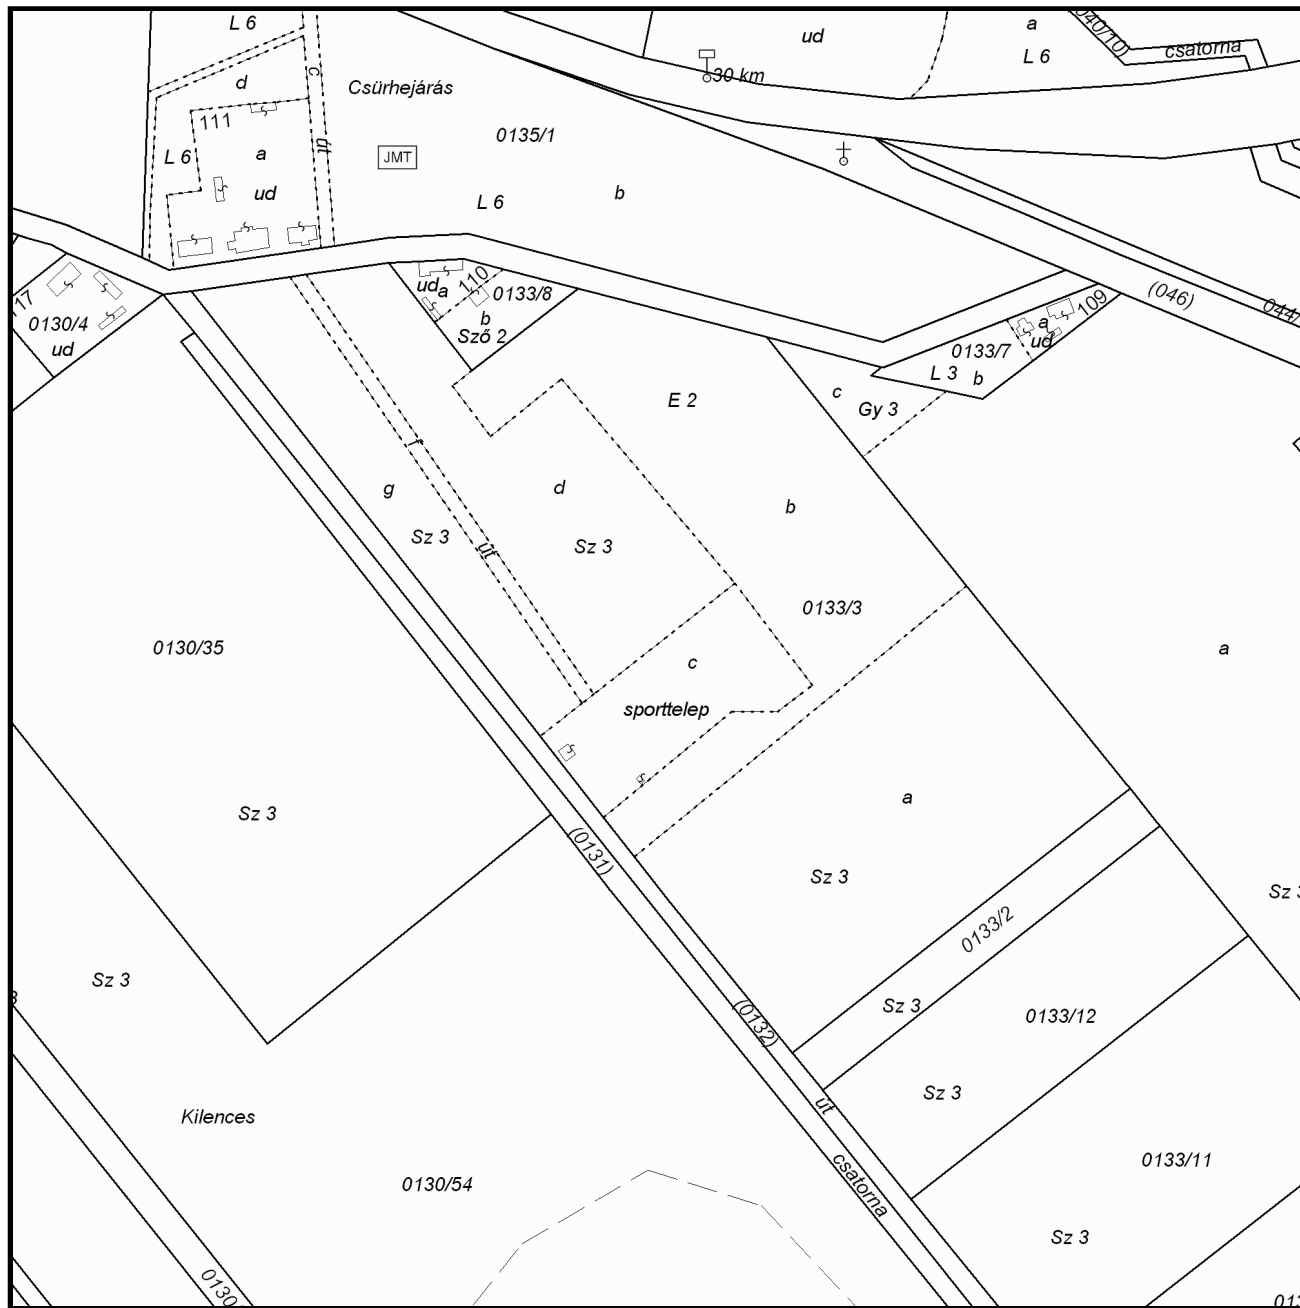 L 6
ud
a
L 6
040/10)
csatorna
30 km
c
d
Csürhejárás
111
0135/1
út
L 6
a
JMT
ud
L 6
b
(046)
ud
a
110
0133/8
b
Sző 2
0130/4
ud
a
109
ud
0133/7
L 3
b
c
Gy 3
E 2
f
g
d
b
Sz 3
út
Sz 3
0133/3
0130/35
c
a
sporttelep
Sz 3
a
(0131)
Sz 3
0133/2
Sz 3
Sz 3
(0132)
0133/12
Sz 3
út
Kilences
0133/11
csatorna
0130/54
Sz 3
0130